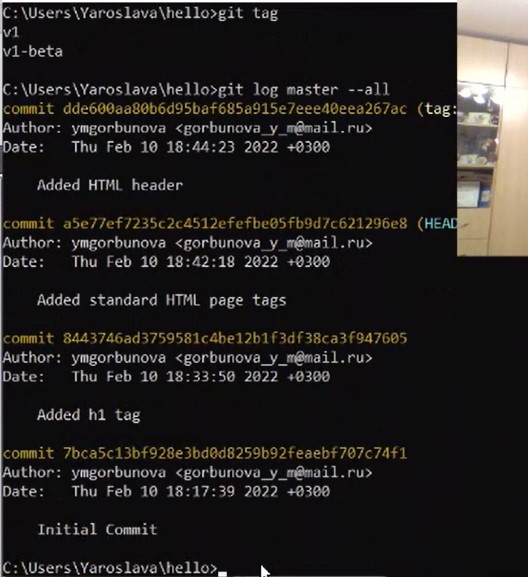 C:\Users\Yaroslava\hello>git tag
v1
v1-beta
C:\Users\Yaroslava\hello>git log master --all
commit dde600aa80b6d95baf685a915e7eee40eea267ac (tag:
Author: ymgorbunova <gorbunova_y_m@mail.ru>
Date:   Thu Feb 10 18:44:23 2022 +0300
Added HTML header
commit a5e77ef7235c2c4512efefbe05fb9d7c621296e8 (HEAD
Author: ymgorbunova <gorbunova_y_m@mail.ru>
Date:   Thu Feb 10 18:42:18 2022 +0300
Added standard HTML page tags
commit 8443746ad3759581c4be12b1f3df38ca3f947605
Author: ymgorbunova <gorbunova_y_m@mail.ru>
Date:   Thu Feb 10 18:33:50 2022 +0300
Added h1 tag
commit 7bca5c13bf928e3bd0d8259b92feaebf707c74f1
Author: ymgorbunova <gorbunova_y_m@mail.ru>
Date:   Thu Feb 10 18:17:39 2022 +0300
Initial Commit
C:\Users\Yaroslava\hello>